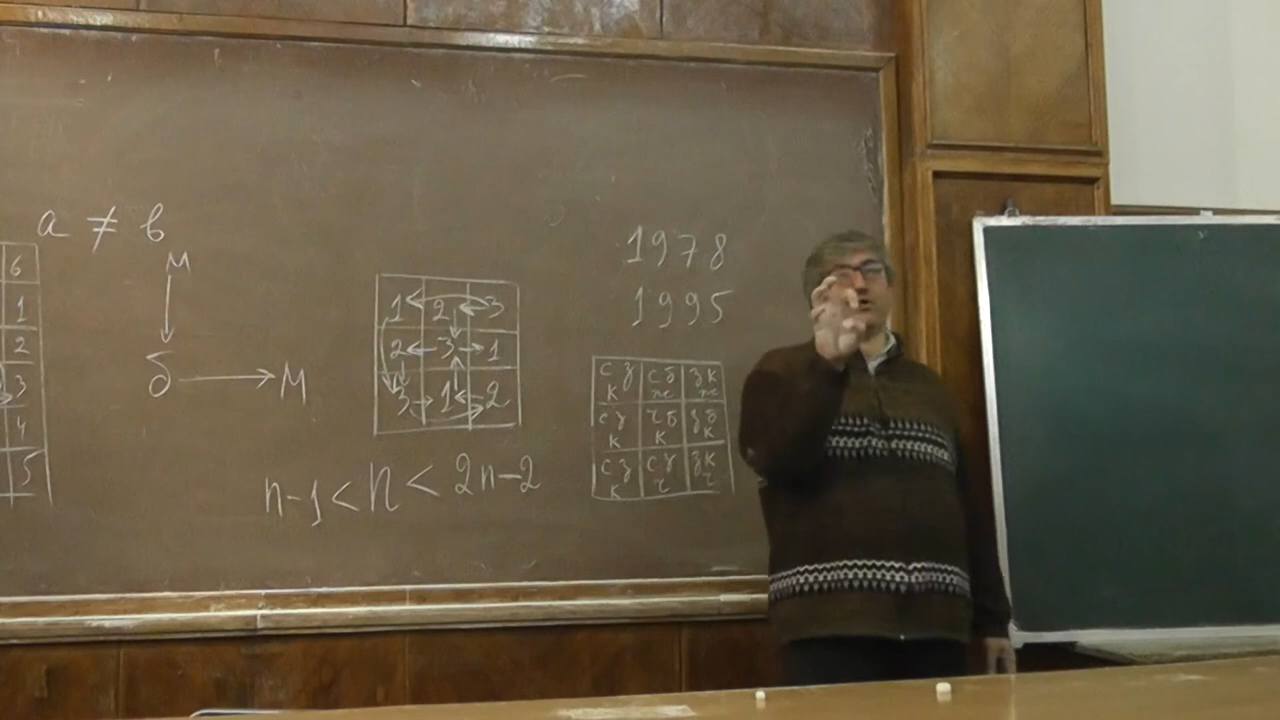 a ≠ b
м
б → м
6
1
2
3
4
5
1 2 3
2 3 1
3 1 2
n-1 < n < 2n-2
1978
1995
с з к | с б ж | з к ж
с з к | ч б к | з б к
с з к | с ч | з к ч